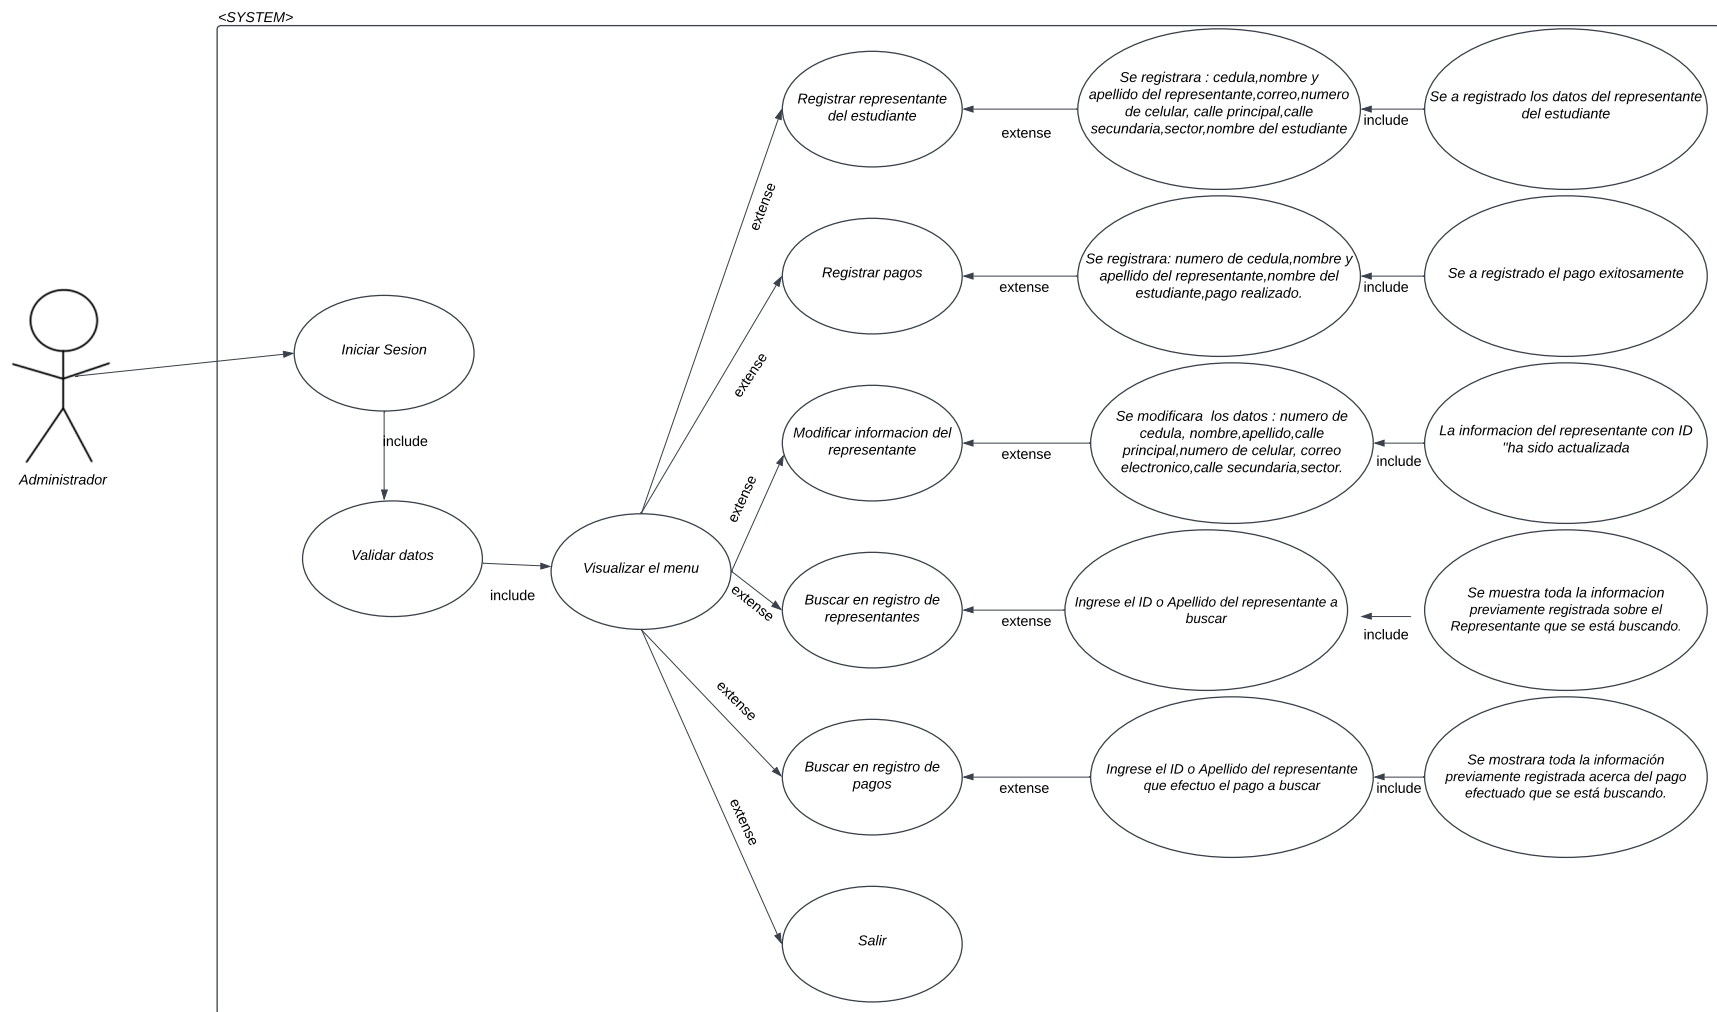 <SYSTEM>
Registrar representante
del estudiante
extense
Se registrara : cedula,nombre y
apellido del representante,correo,numero
de celular, calle principal,calle
secundaria,sector,nombre del estudiante
include
Se a registrado los datos del representante
del estudiante
extense
Registrar pagos
extense
Se registrara: numero de cedula,nombre y
apellido del representante,nombre del
estudiante,pago realizado.
include
Se a registrado el pago exitosamente
extense
Administrador
Iniciar Sesion
include
Validar datos
include
Visualizar el menu
extense
Modificar informacion del
representante
extense
Se modificara  los datos : numero de
cedula, nombre,apellido,calle
principal,numero de celular, correo
electronico,calle secundaria,sector.
include
La informacion del representante con ID
"ha sido actualizada
extense
Buscar en registro de
representantes
extense
Ingrese el ID o Apellido del representante a
buscar
include
Se muestra toda la informacion
previamente registrada sobre el
Representante que se está buscando.
extense
Buscar en registro de
pagos
extense
Ingrese el ID o Apellido del representante
que efectuo el pago a buscar
include
Se mostrara toda la información
previamente registrada acerca del pago
efectuado que se está buscando.
extense
Salir